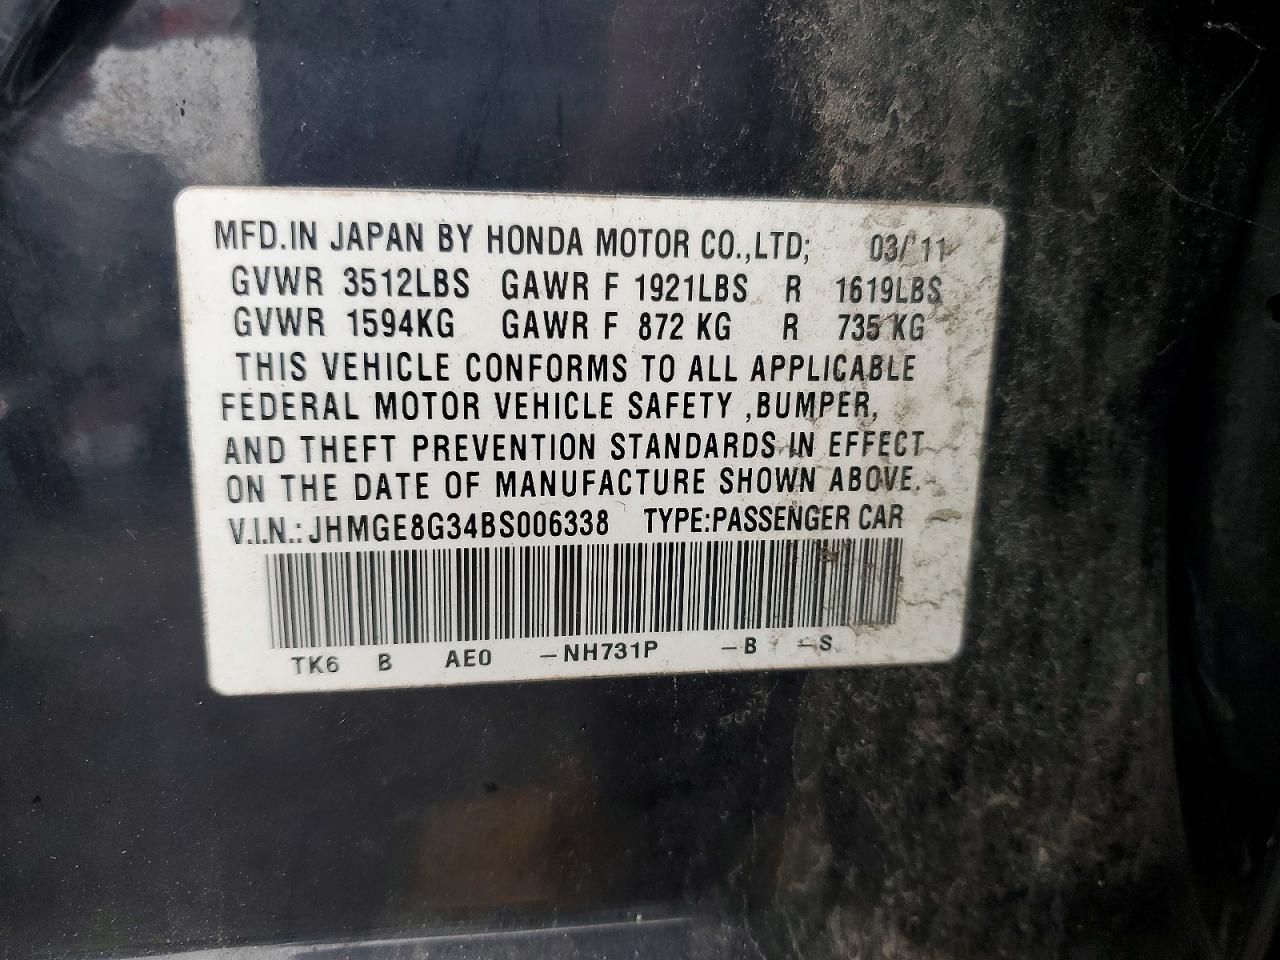 MFD.IN JAPAN BY HONDA MOTOR CO.,LTD; 03/'11
GVWR 3512LBS GAWR F 1921LBS R 1619LBS
GVWR 1594KG GAWR F 872 KG R 735 KG
THIS VEHICLE CONFORMS TO ALL APPLICABLE
FEDERAL MOTOR VEHICLE SAFETY ,BUMPER,
AND THEFT PREVENTION STANDARDS IN EFFECT
ON THE DATE OF MANUFACTURE SHOWN ABOVE.
V.I.N.: JHMGE8G34BS006338 TYPE:PASSENGER CAR
TK6 B AE0 –NH731P –B –S